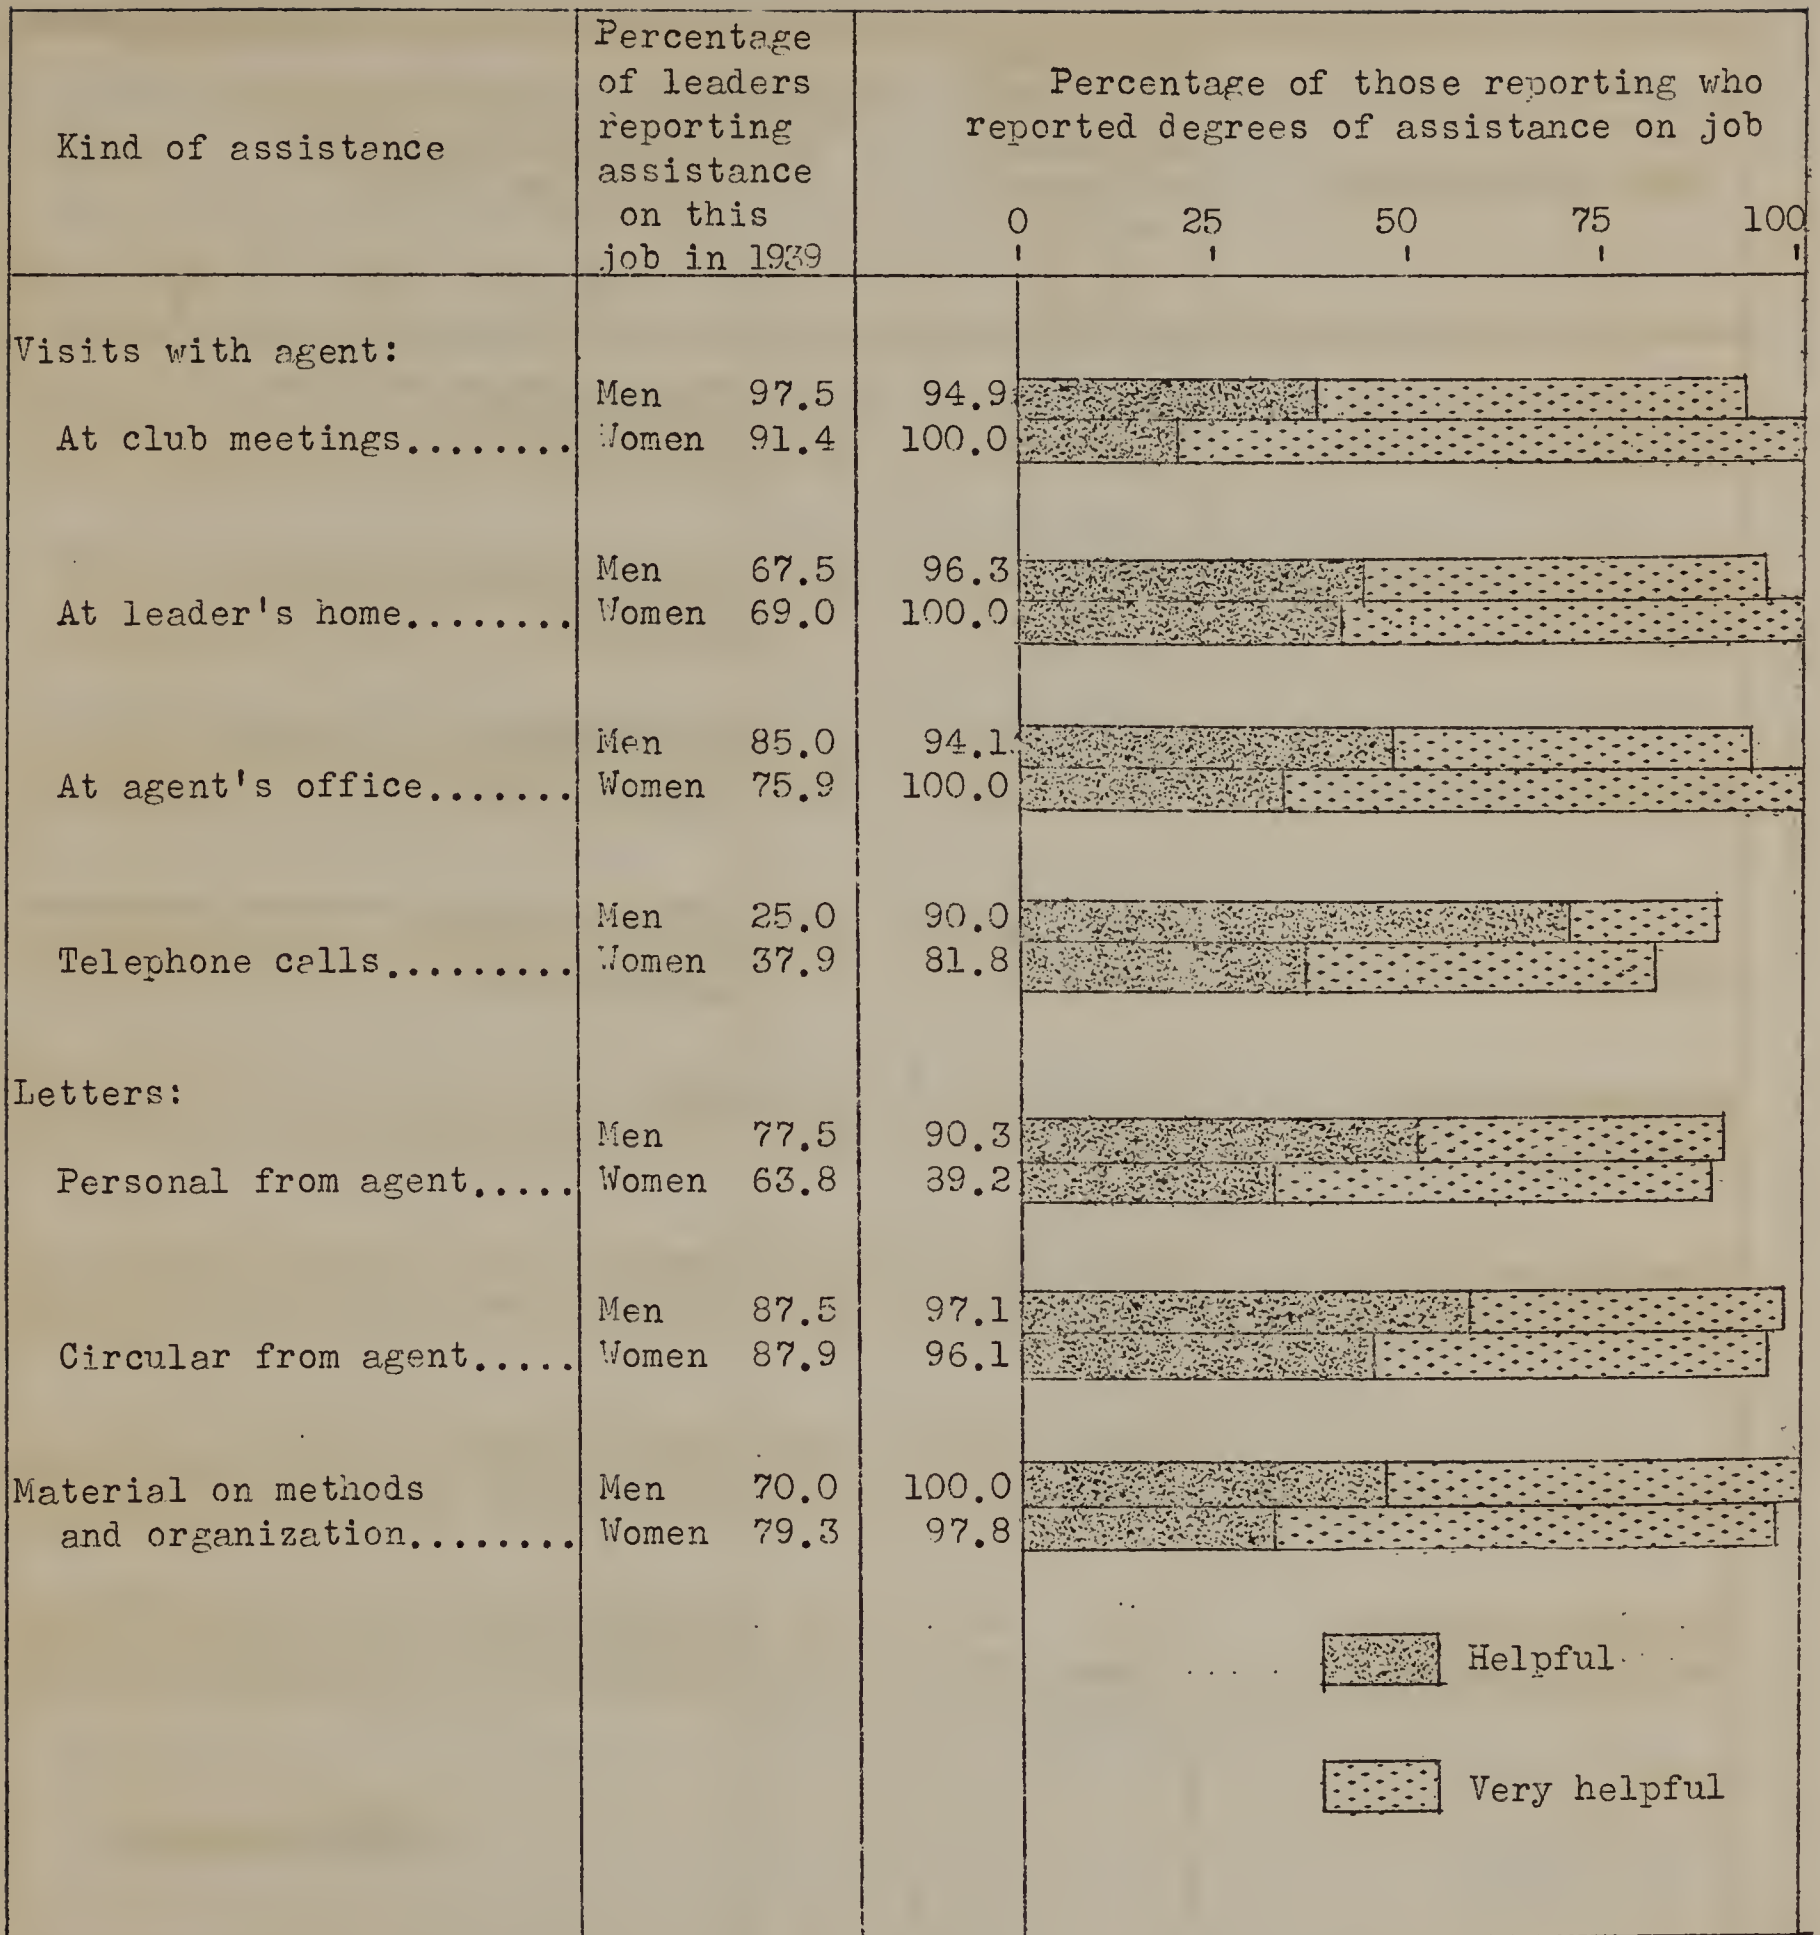 Kind of assistance
Percentage
of leaders
reporting
assistance
on this
job in 1939
Percentage of those reporting who
reported degrees of assistance on job
0 25 50 75 100
Visits with agent:
Men 97.5 94.9
At club meetings........ Women 91.4 100.0
Men 67.5 96.3
At leader's home........ Women 69.0 100.0
Men 85.0 94.1
At agent's office....... Women 75.9 100.0
Men 25.0 90.0
Telephone calls......... Women 37.9 81.8
Letters:
Men 77.5 90.3
Personal from agent..... Women 63.8 89.2
Men 87.5 97.1
Circular from agent..... Women 87.9 96.1
Material on methods Men 70.0 100.0
and organization........ Women 79.3 97.8
Helpful
Very helpful